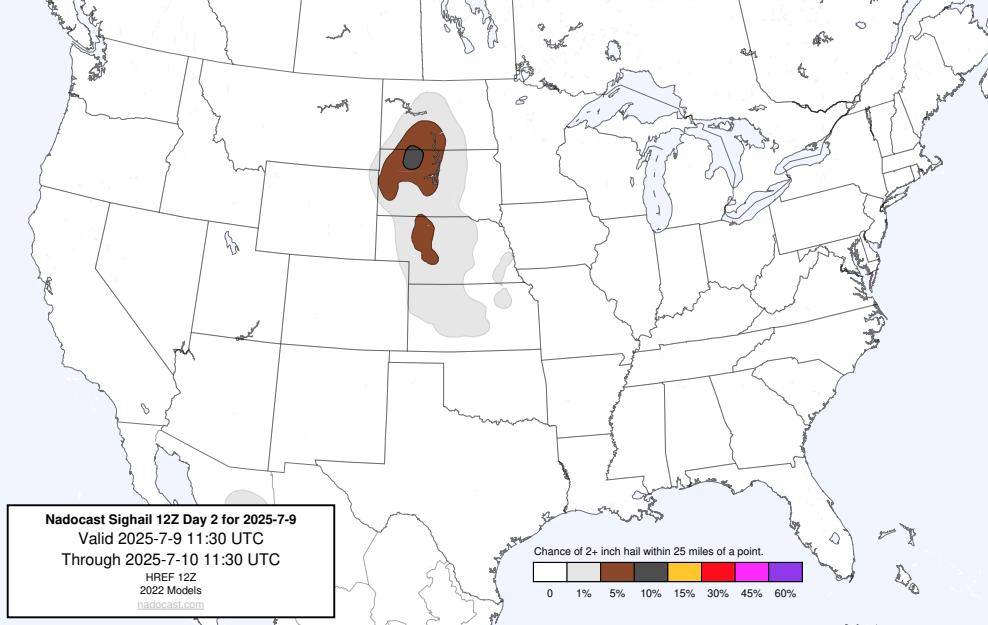 Nadocast Sighail 12Z Day 2 for 2025-7-9
Valid 2025-7-9 11:30 UTC
Through 2025-7-10 11:30 UTC
HREF 12Z
2022 Models
nadocast.com
Chance of 2+ inch hail within 25 miles of a point.
0 1% 5% 10% 15% 30% 45% 60%